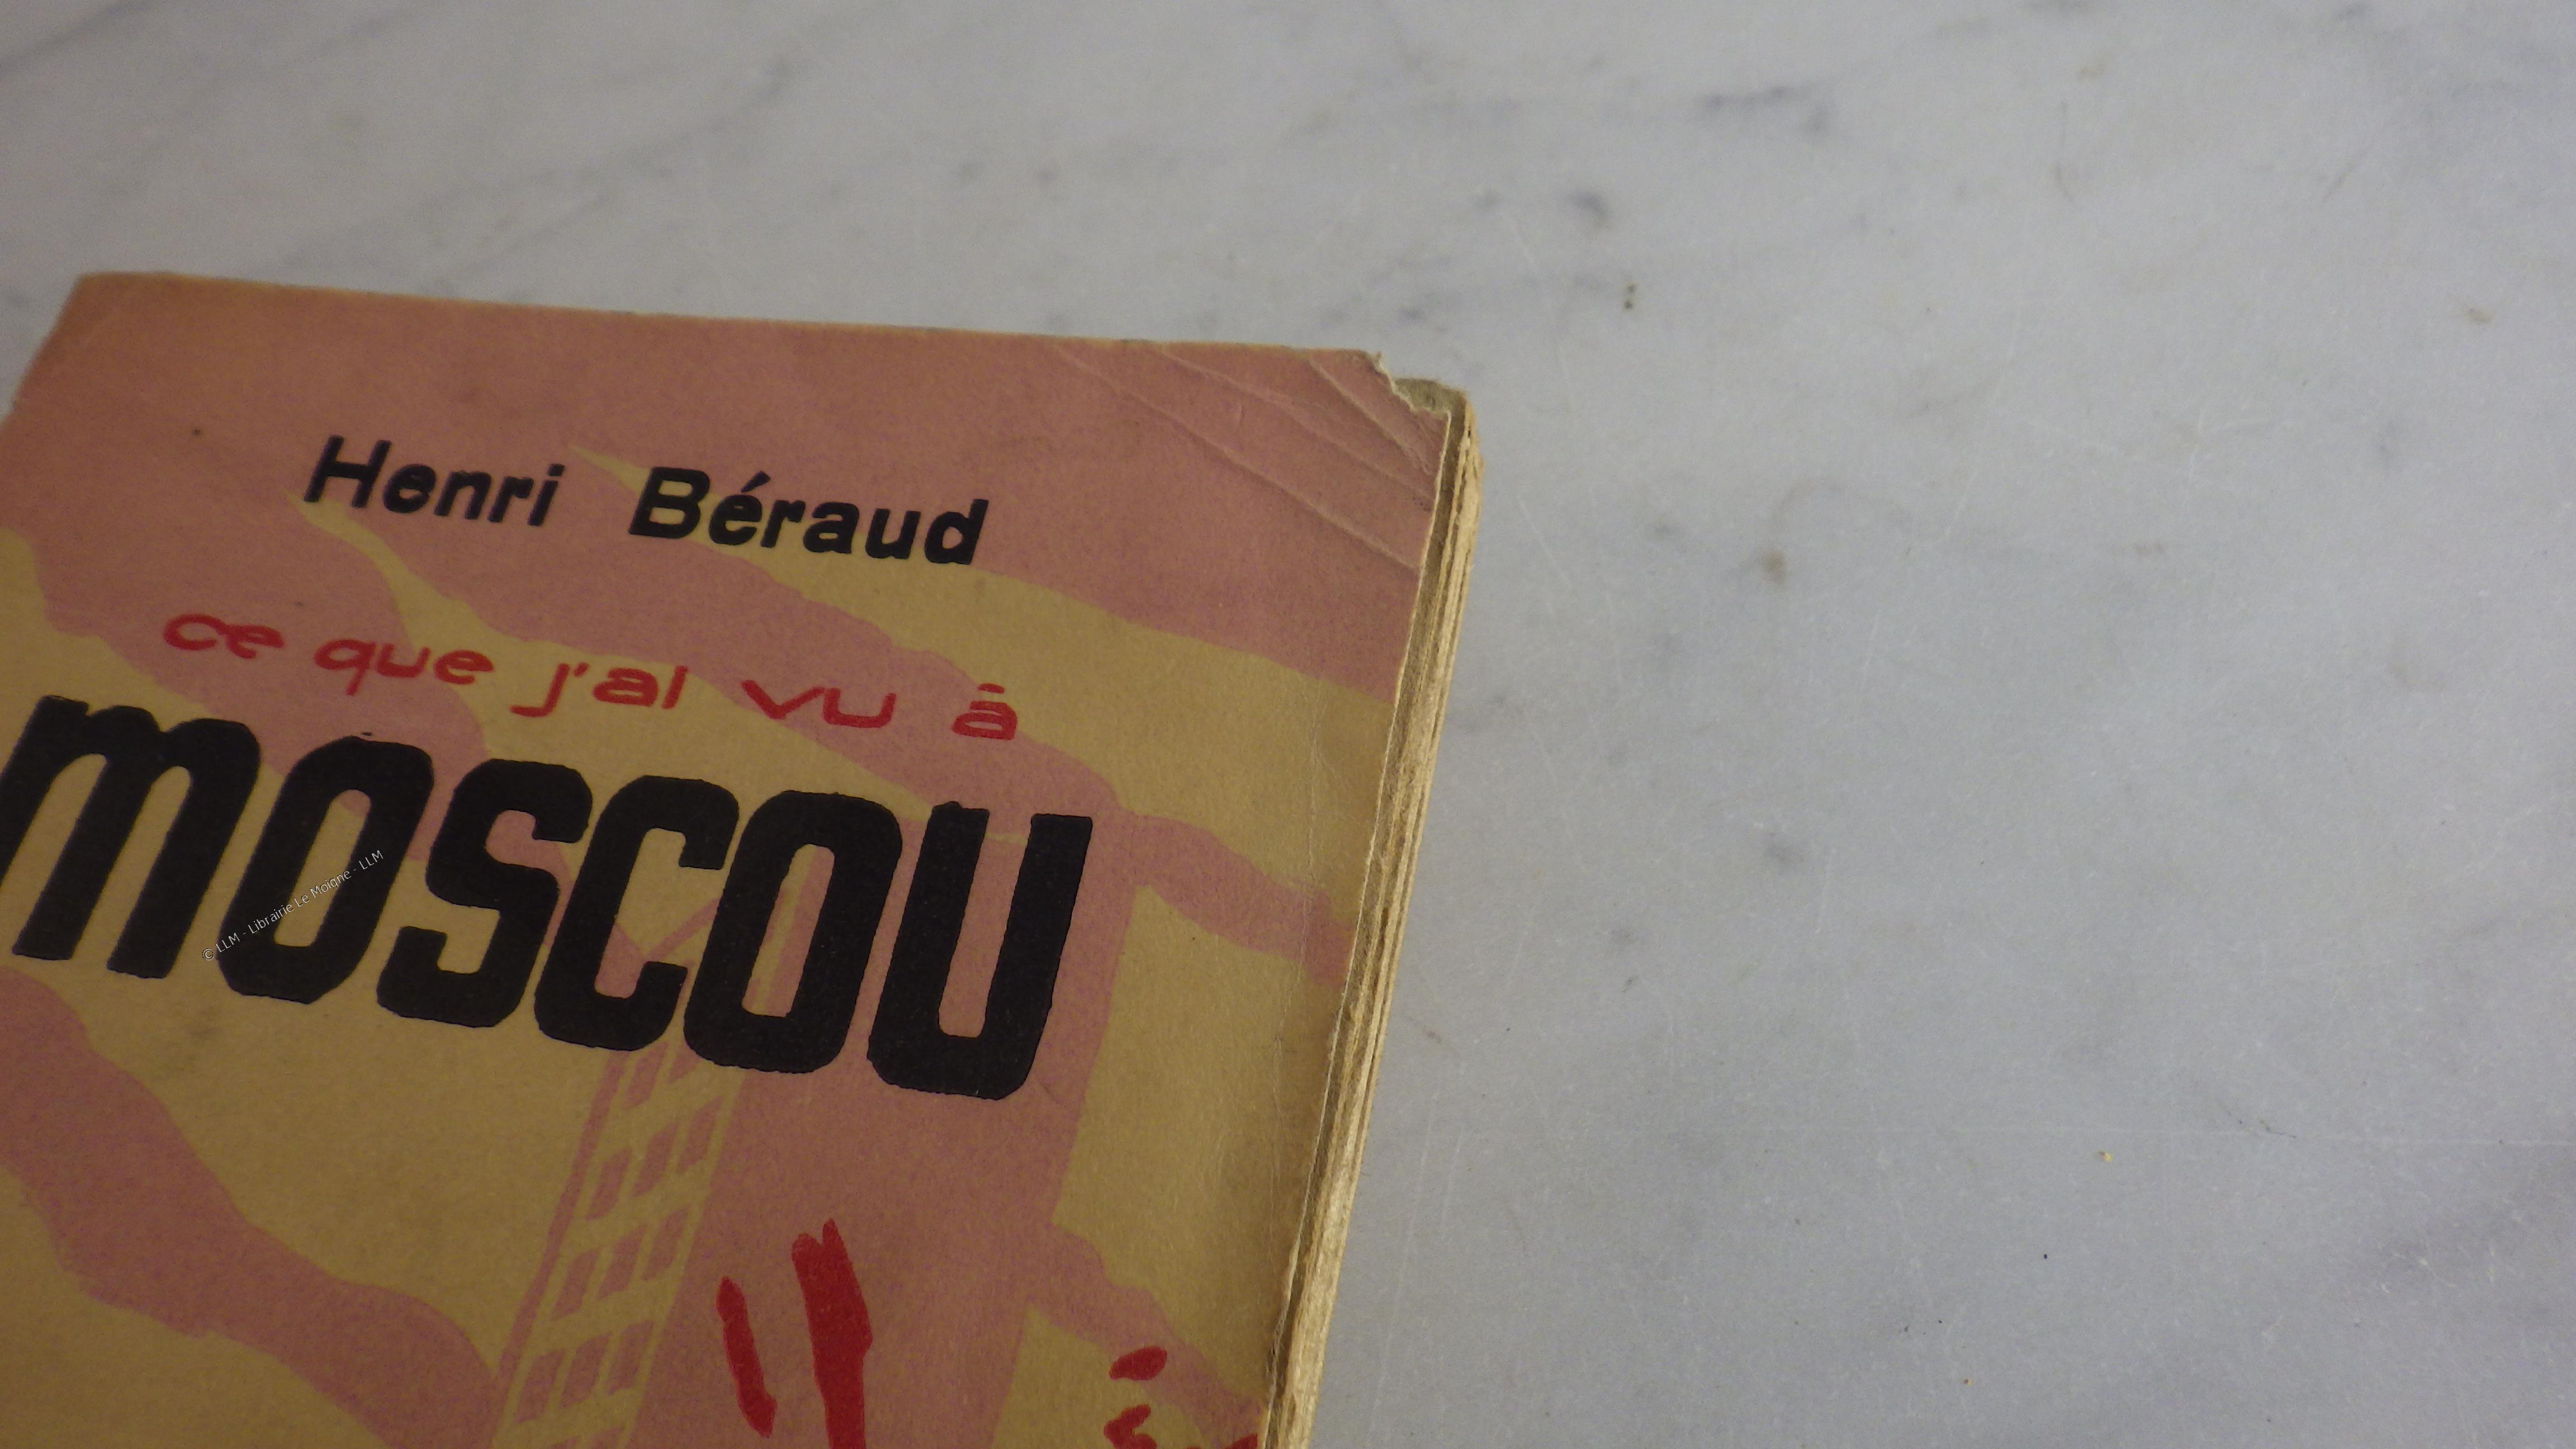 Henri Béraud
ce que j'ai vu à
moscou
© LLM - Librairie Le Moigne - LLM